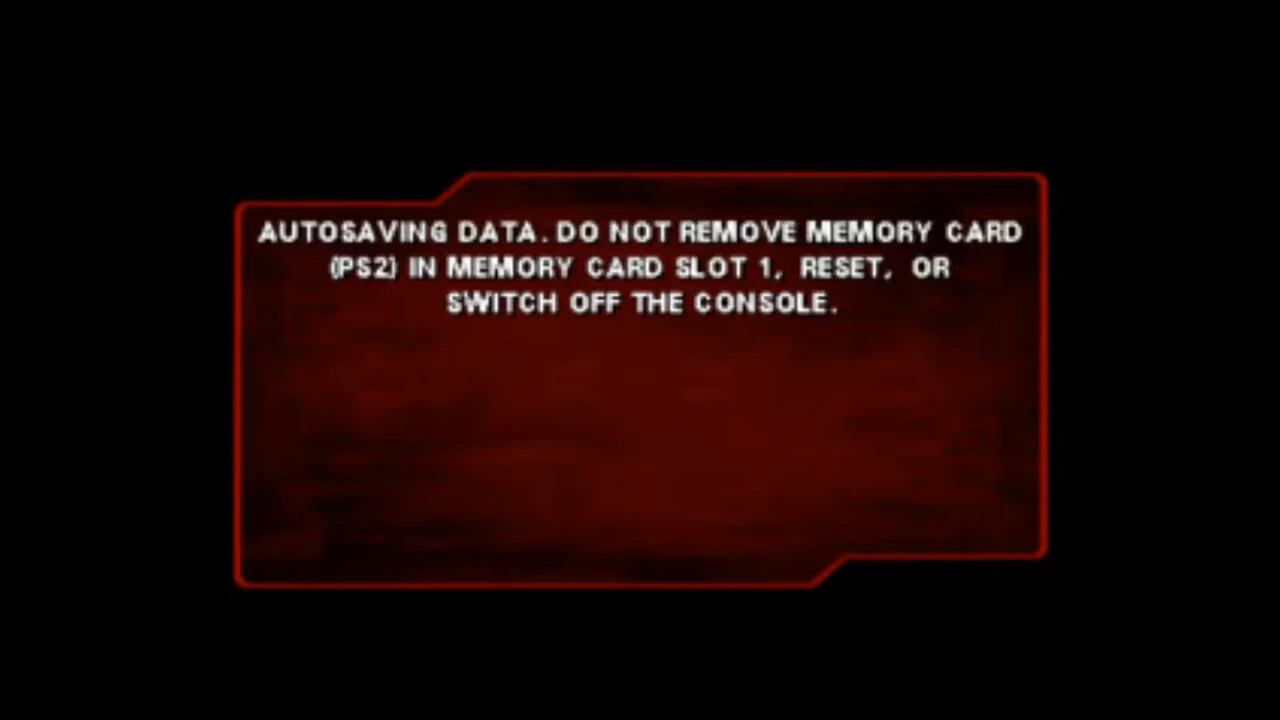 AUTOSAVING DATA. DO NOT REMOVE MEMORY CARD
(PS2) IN MEMORY CARD SLOT 1, RESET, OR
SWITCH OFF THE CONSOLE.